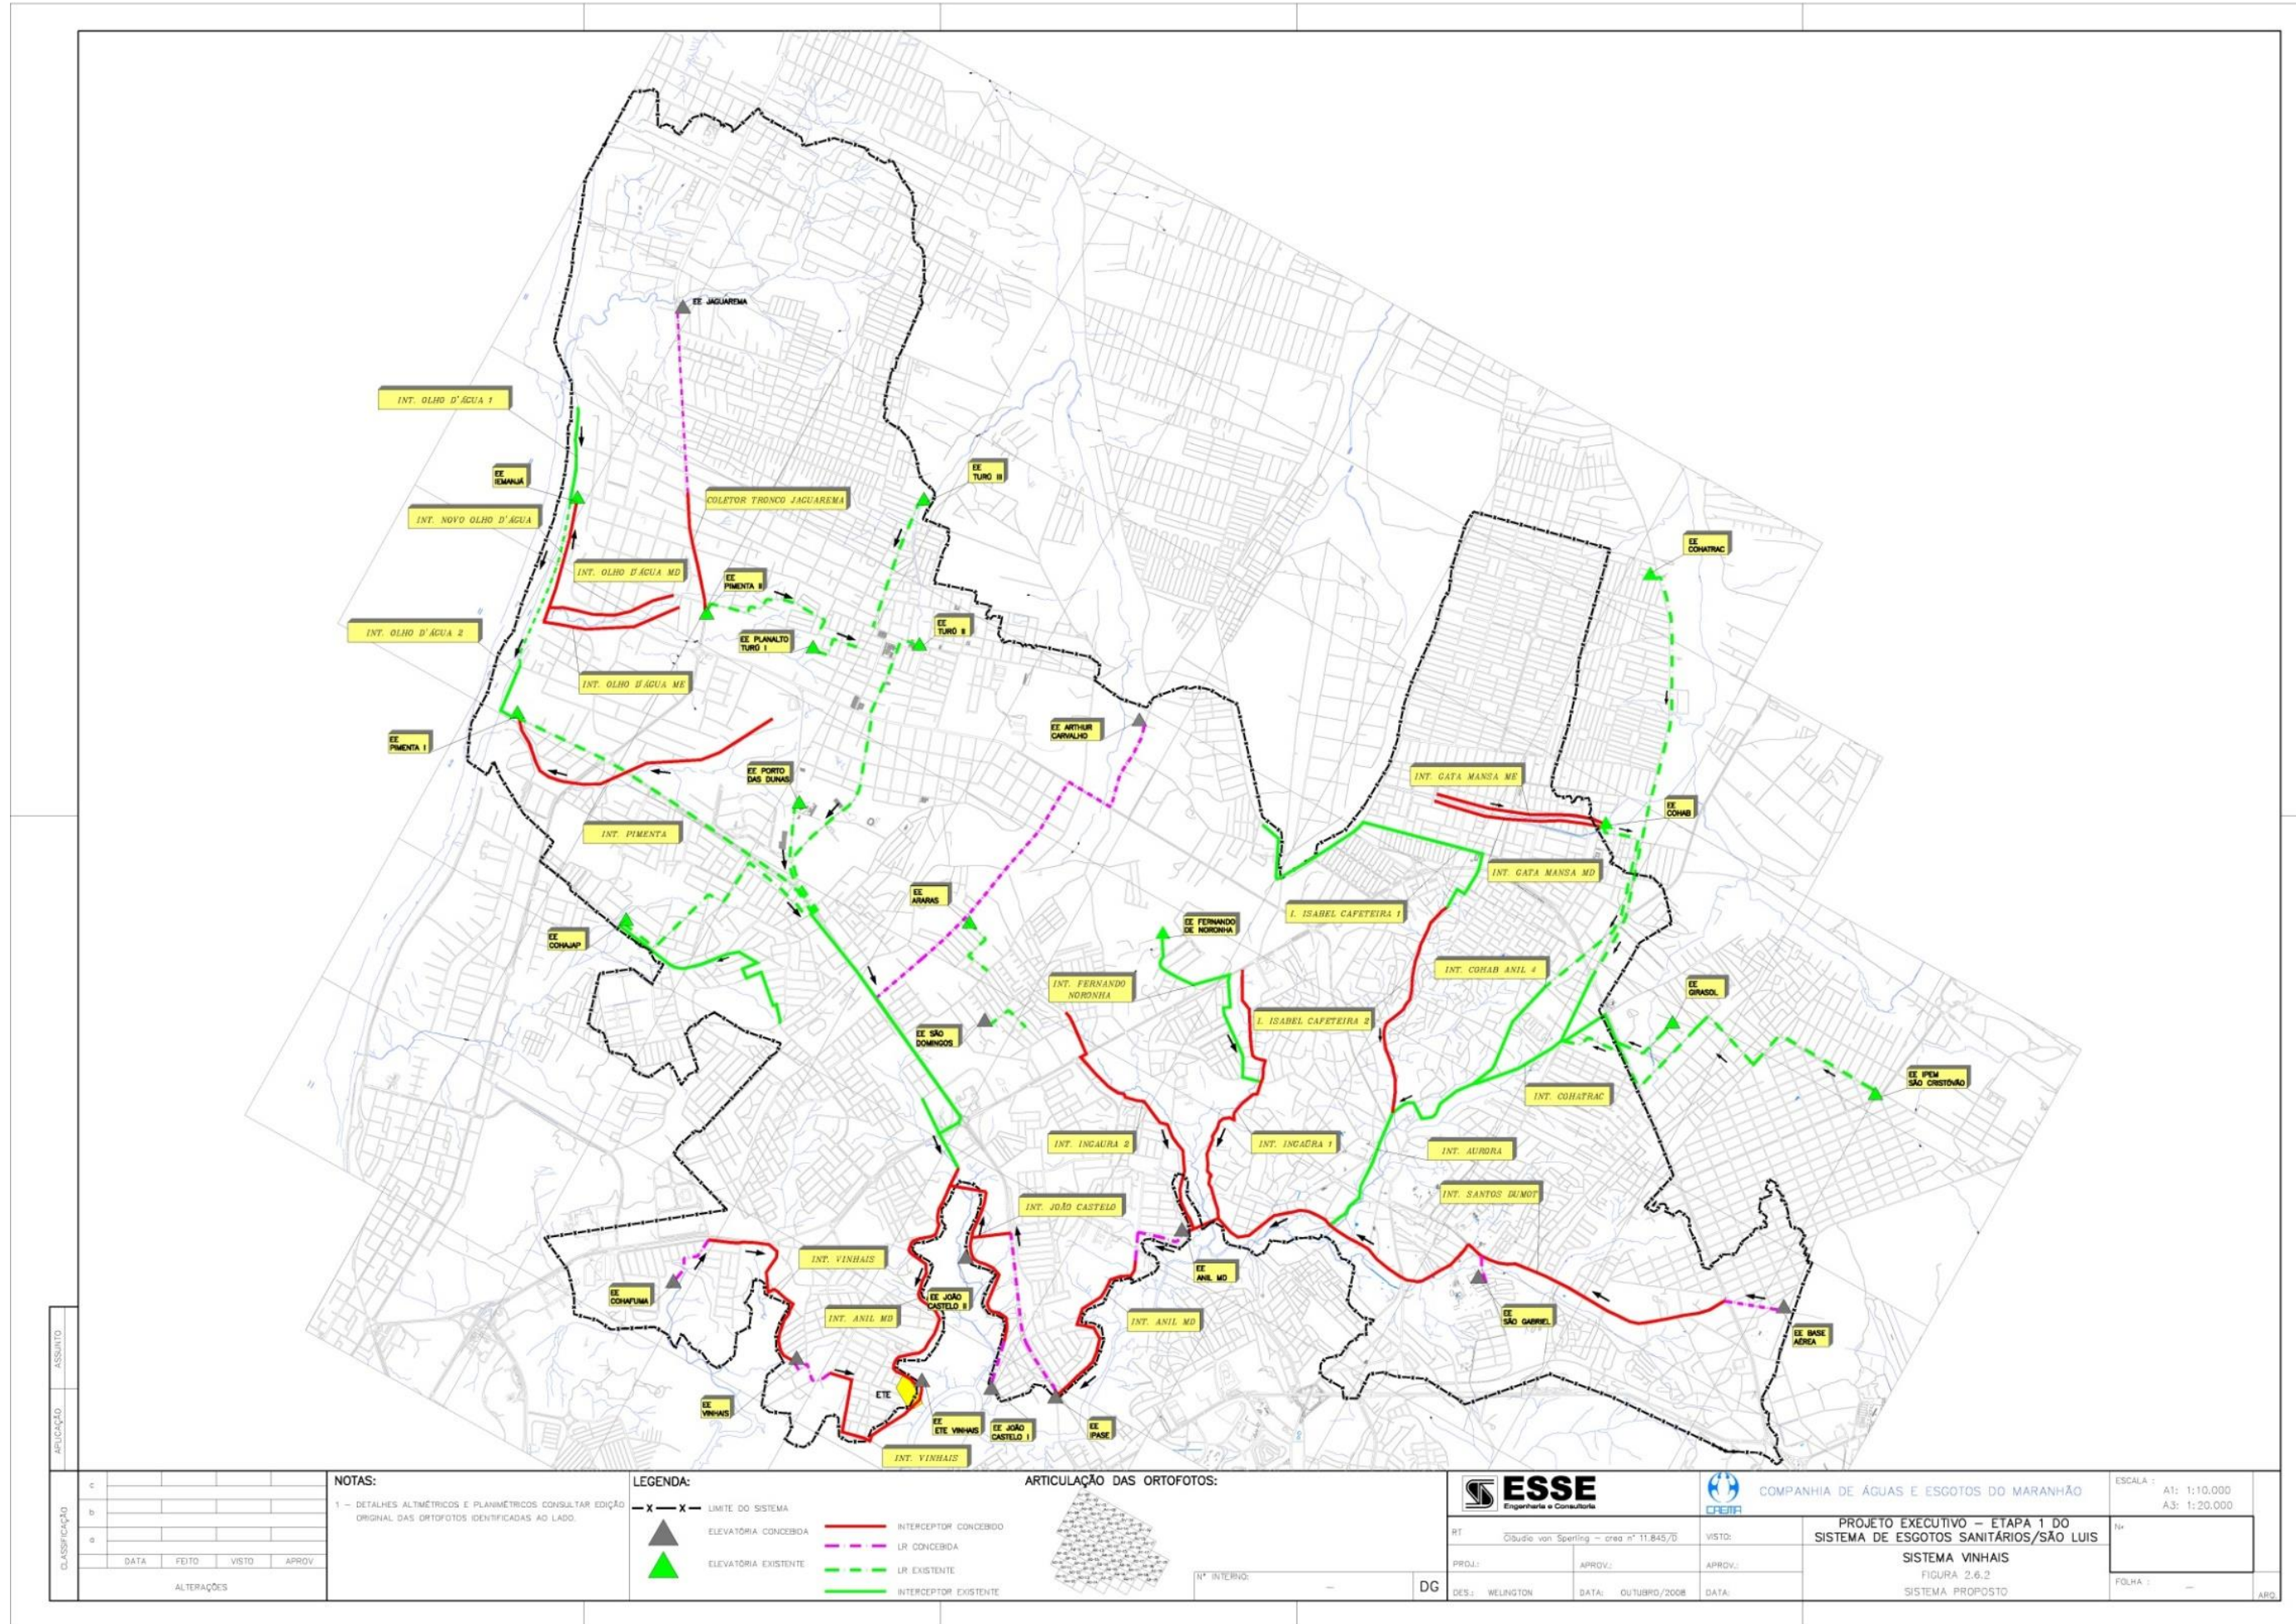 EE JAGUAREMA
INT. OLHO D'ÁGUA 1
EE
IEMANJÁ
EE
TURÚ III
COLETOR TRONCO JAGUAREMA
INT. NOVO OLHO D'ÁGUA
EE
COHATRAC
INT. OLHO D'ÁGUA MD
EE
PIMENTA II
INT. OLHO D'ÁGUA 2
EE PLANALTO
TURÚ I
EE
TURÚ II
INT. OLHO D'ÁGUA ME
EE ARTHUR
CARVALHO
EE
PIMENTA I
EE PORTO
DAS DUNAS
INT. GATA MANSA ME
EE
COHAB
INT. PIMENTA
INT. GATA MANSA MD
EE
ARARAS
I. ISABEL CAFETEIRA 1
EE FERNANDO
DE NORONHA
EE
COHAJAP
INT. COHAB ANIL 4
INT. FERNANDO
NORONHA
EE
GIRASOL
I. ISABEL CAFETEIRA 2
EE SÃO
DOMINGOS
EE IPEM
SÃO CRISTÓVÃO
INT. COHATRAC
INT. INGAURA 2
INT. INGAÚRA 1
INT. AURORA
INT. SANTOS DUMOT
INT. JOÃO CASTELO
INT. VINHAIS
EE
ANIL MD
EE
COHAFUMA
EE JOÃO
CASTELO II
INT. ANIL MD
INT. ANIL MD
EE
SÃO GABRIEL
EE BASE
AÉREA
ETE
EE
VINHAIS
EE
ETE VINHAIS
EE JOÃO
CASTELO I
EE
IPASE
INT. VINHAIS
ASSUNTO
APLICAÇÃO
CLASSIFICAÇÃO
c
b
a
DATA FEITO VISTO APROV
ALTERAÇÕES
NOTAS:
1 - DETALHES ALTIMÉTRICOS E PLANIMÉTRICOS CONSULTAR EDIÇÃO
ORIGINAL DAS ORTOFOTOS IDENTIFICADAS AO LADO.
LEGENDA:
LIMITE DO SISTEMA
ELEVATÓRIA CONCEBIDA
ELEVATÓRIA EXISTENTE
INTERCEPTOR CONCEBIDO
LR CONCEBIDA
LR EXISTENTE
INTERCEPTOR EXISTENTE
ARTICULAÇÃO DAS ORTOFOTOS:
Nº INTERNO: —
DG
ESSE
Engenharia e Consultoria
CAEMA
COMPANHIA DE ÁGUAS E ESGOTOS DO MARANHÃO
ESCALA :
A1: 1:10.000
A3: 1:20.000
RT Cláudio von Sperling - crea nº 11.845/D
VISTO:
PROJETO EXECUTIVO - ETAPA 1 DO
SISTEMA DE ESGOTOS SANITÁRIOS/SÃO LUIS
Nº
PROJ.: APROV.: APROV.:
SISTEMA VINHAIS
FIGURA 2.6.2
SISTEMA PROPOSTO
DES.: WELINGTON DATA: OUTUBRO/2008 DATA:
FOLHA : —
ARQ.